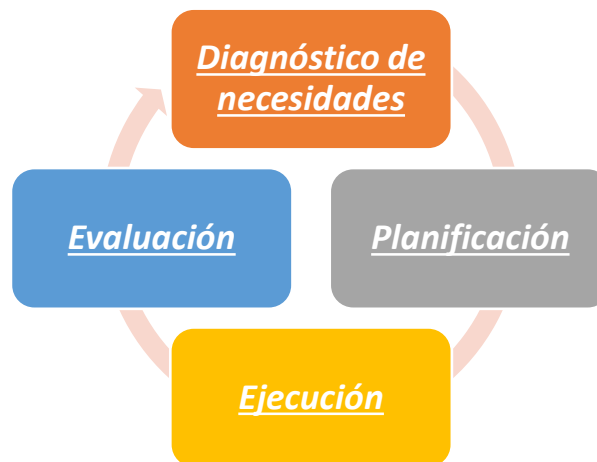 Diagnóstico de
necesidades
Evaluación
Planificación
Ejecución